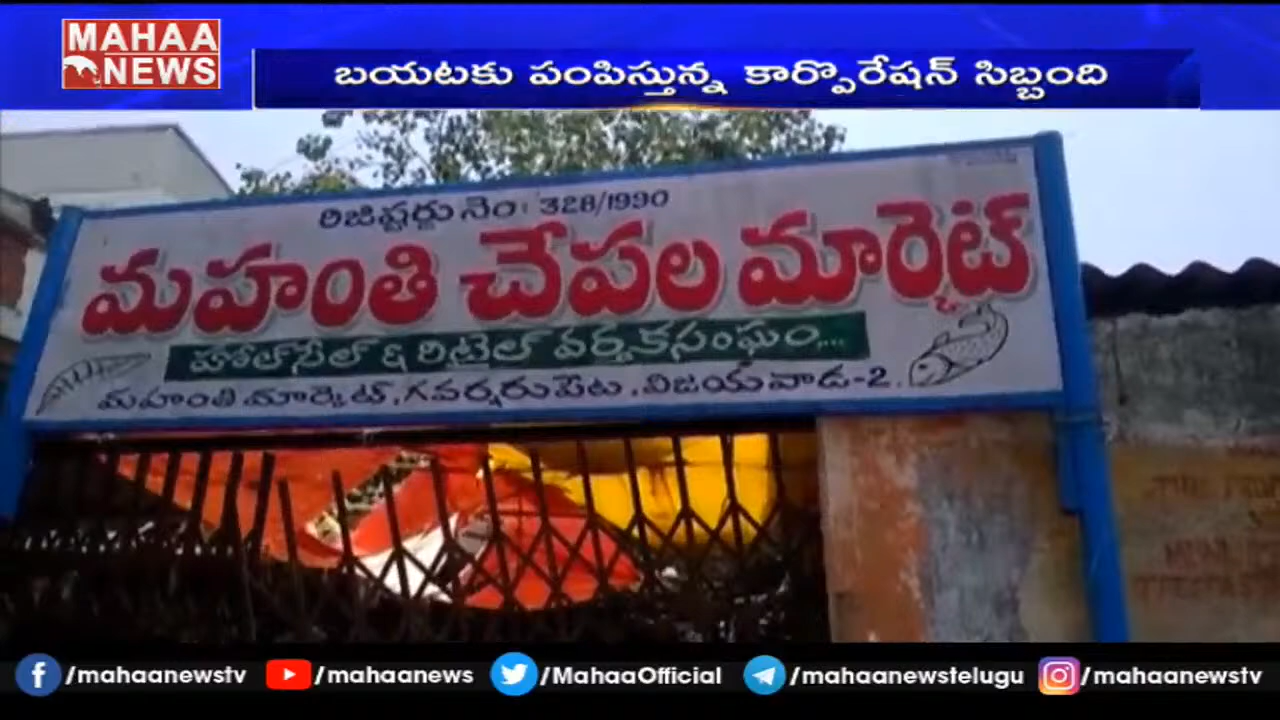 MAHAA
NEWS
బయటకు పంపిస్తున్న కార్పొరేషన్ సిబ్బంది
రిజిష్టర్డు నెం: 328/1990
మహంతి చేపల మార్కెట్
హోల్‌సేల్ & రిటైల్ వర్తకసంఘం...
మహంతి మార్కెట్, గవర్నరుపేట, విజయవాడ-2.
/mahaanewstv /mahaanews /MahaaOfficial /mahaanewstelugu /mahaanewstv